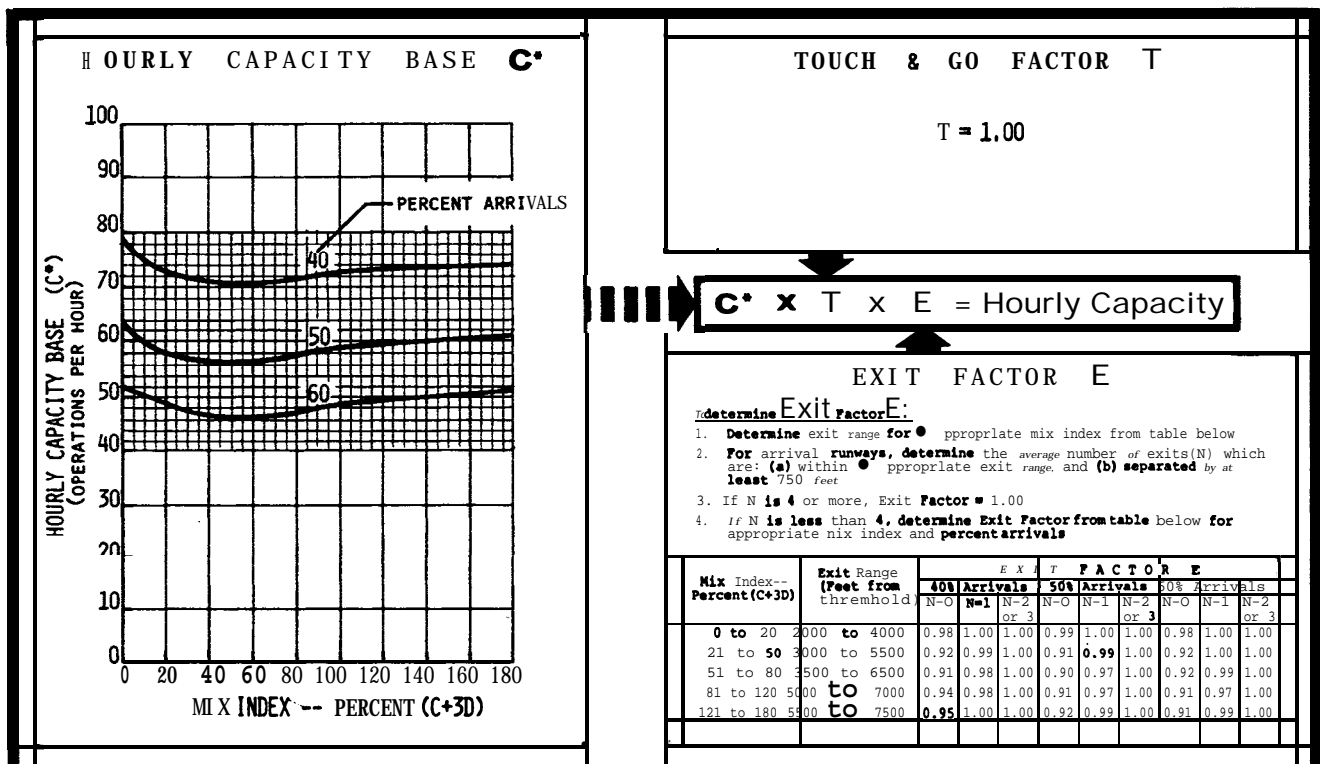 HOURLY CAPACITY BASE C*
100
90
80
70
60
50
40
30
20
10
0
HOURLY CAPACITY BASE (C*)
(OPERATIONS PER HOUR)
PERCENT ARRIVALS
40
50
60
0 20 40 60 80 100 120 140 160 180
MIX INDEX -- PERCENT (C+3D)
TOUCH & GO FACTOR T
T = 1.00
C* X T x E = Hourly Capacity
EXIT FACTOR E
To determine Exit Factor E:
1. Determine exit range for ● pproprlate mix index from table below
2. For arrival runways, determine the average number of exits(N) which
are: (a) within ● ppropriate exit range, and (b) separated by at
least 750 feet
3. If N is 4 or more, Exit Factor = 1.00
4. If N is less than 4, determine Exit Factor from table below for
appropriate nix index and percent arrivals
Mix Index--
Percent(C+3D)
Exit Range
(Feet from
thremhold)
EXIT FACTOR E
40% Arrivals 50% Arrivals 60% Arrivals
N-O N=1 N-2 or 3 N-O N-1 N-2 or 3 N-O N-1 N-2 or 3
0 to 20 2000 to 4000 0.98 1.00 1.00 0.99 1.00 1.00 0.98 1.00 1.00
21 to 50 3000 to 5500 0.92 0.99 1.00 0.91 0.99 1.00 0.92 1.00 1.00
51 to 80 3500 to 6500 0.91 0.98 1.00 0.90 0.97 1.00 0.92 0.99 1.00
81 to 120 5000 to 7000 0.94 0.98 1.00 0.91 0.97 1.00 0.91 0.97 1.00
121 to 180 5500 to 7500 0.95 1.00 1.00 0.92 0.99 1.00 0.91 0.99 1.00